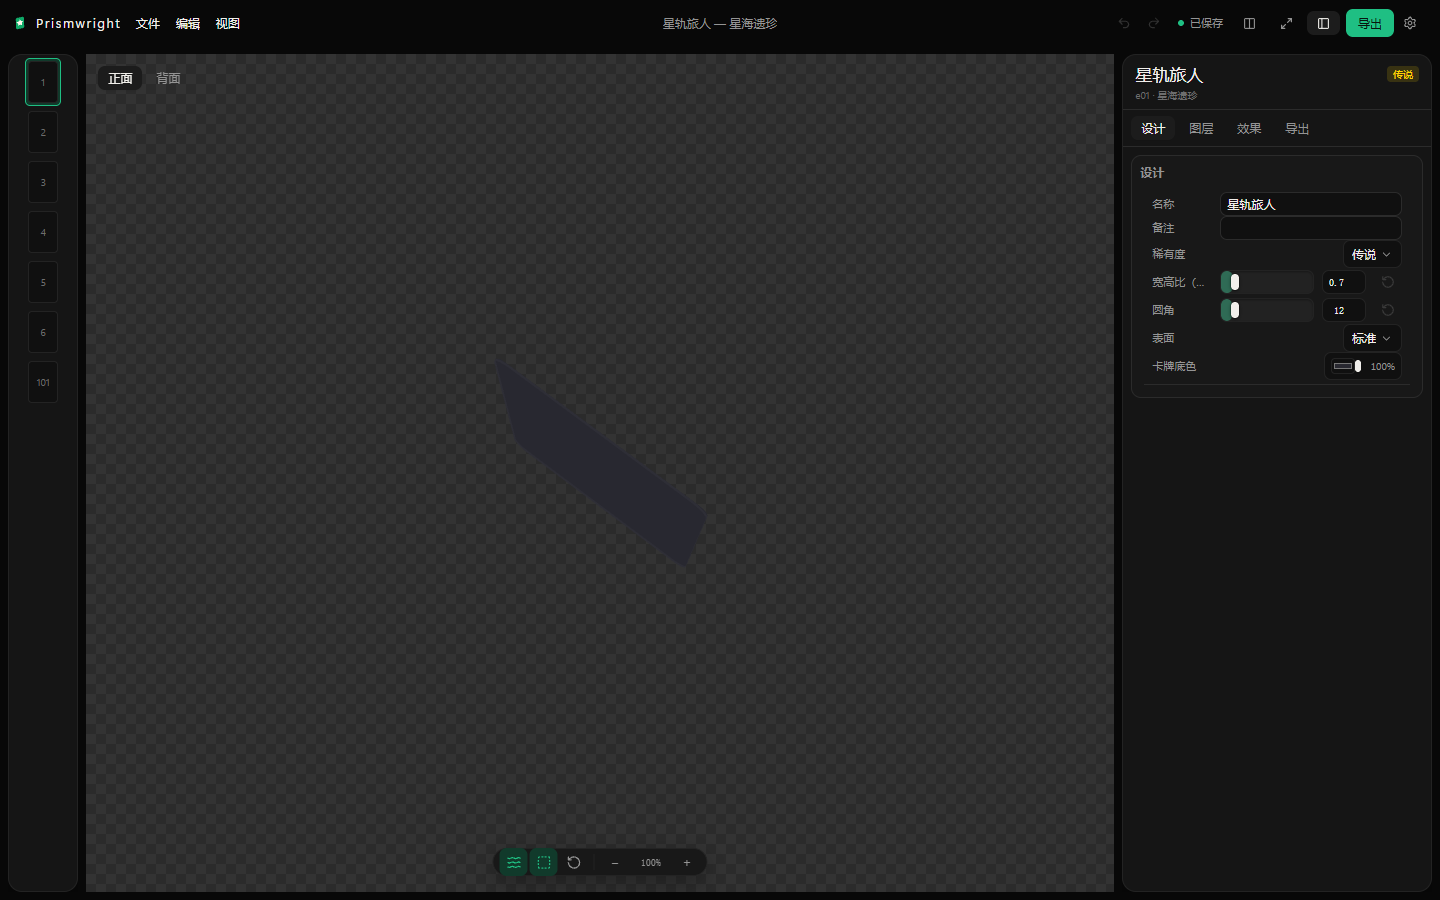 Prismwright 文件 编辑 视图
星轨旅人 — 星海遗珍
已保存
导出
1
2
3
4
5
6
101
正面 背面
100%
星轨旅人
传说
e01 · 星海遗珍
设计 图层 效果 导出
设计
名称 星轨旅人
备注
稀有度 传说
宽高比（... 0.7
圆角 12
表面 标准
卡牌底色 100%